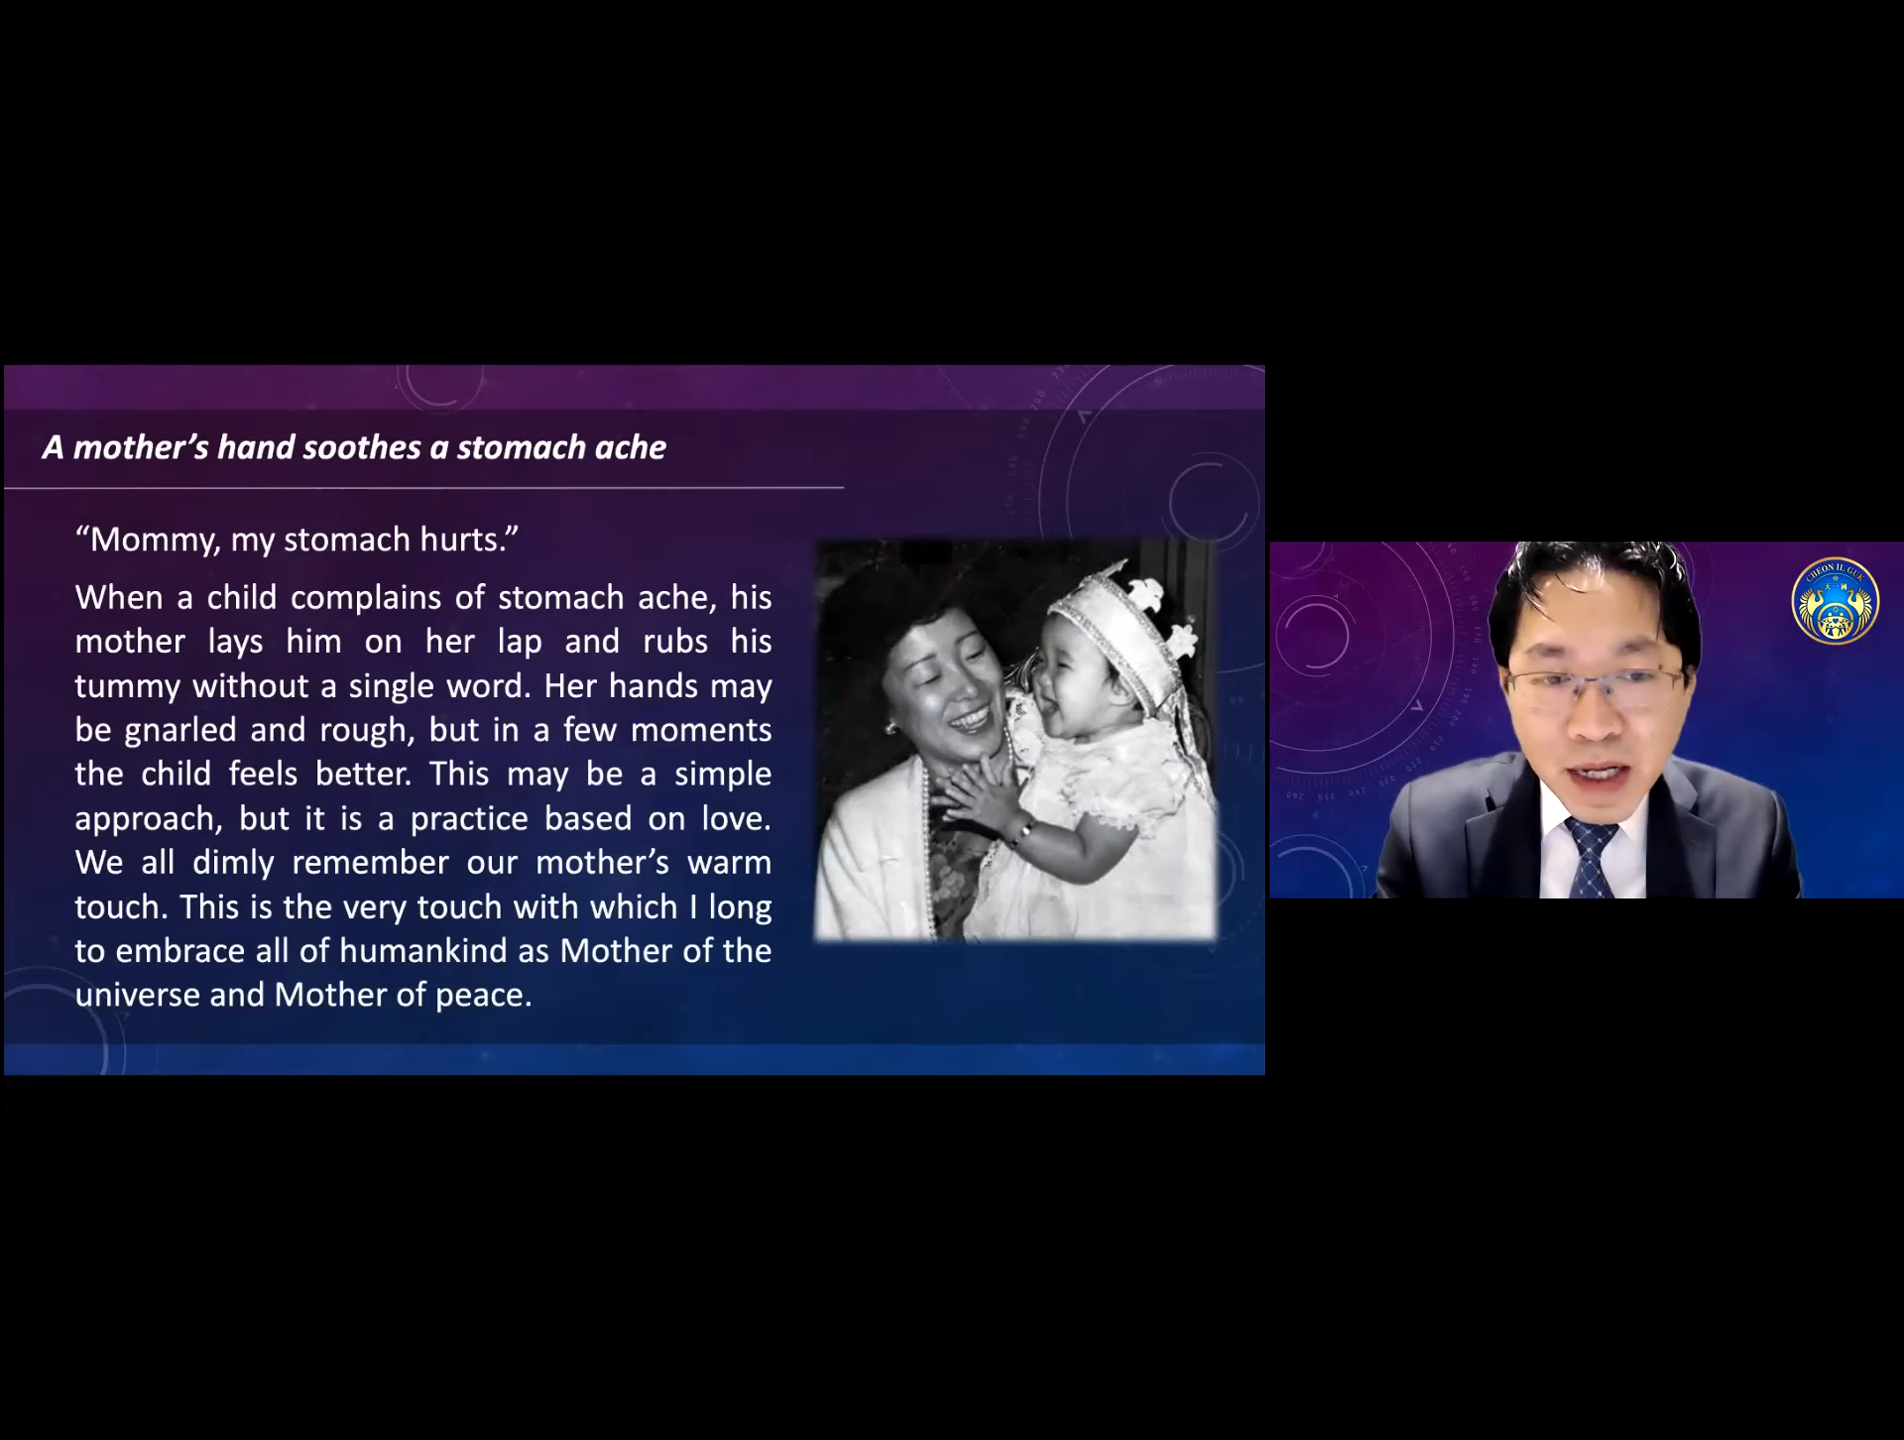 A mother’s hand soothes a stomach ache
“Mommy, my stomach hurts.”
When a child complains of stomach ache, his
mother lays him on her lap and rubs his
tummy without a single word. Her hands may
be gnarled and rough, but in a few moments
the child feels better. This may be a simple
approach, but it is a practice based on love.
We all dimly remember our mother’s warm
touch. This is the very touch with which I long
to embrace all of humankind as Mother of the
universe and Mother of peace.
CHEON IL GUK